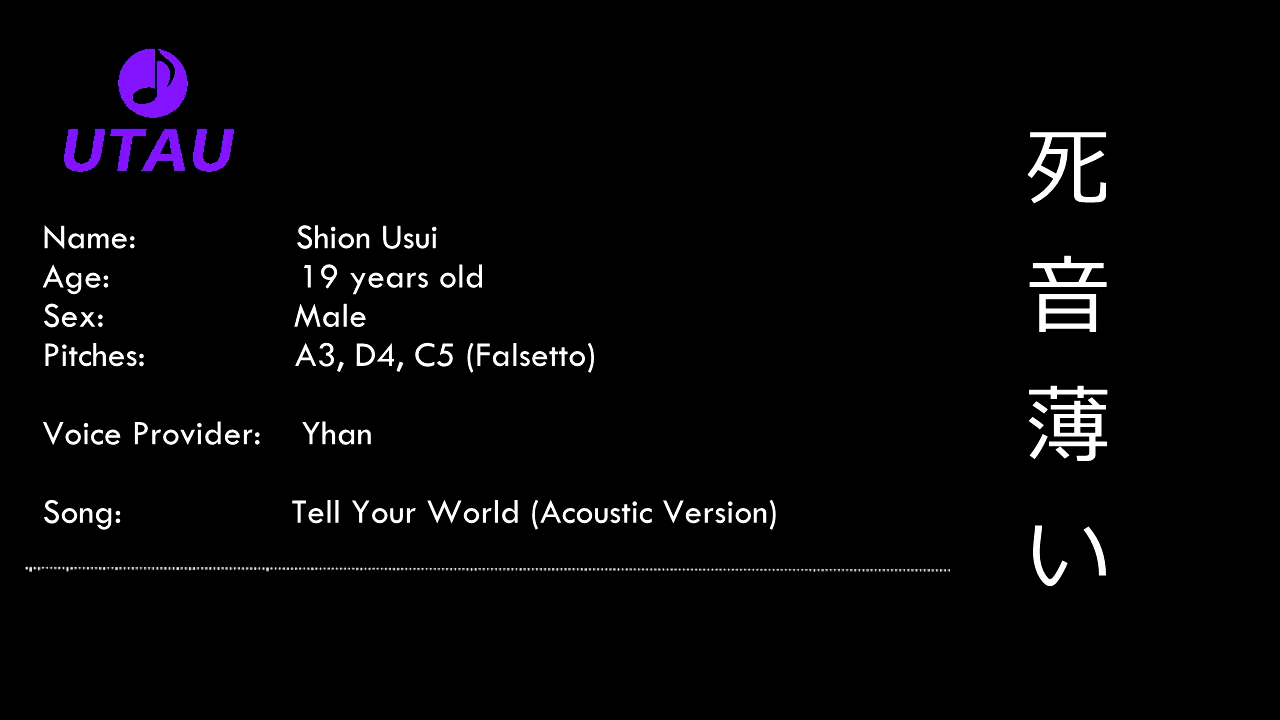 UTAU
Name: Shion Usui
Age: 19 years old
Sex: Male
Pitches: A3, D4, C5 (Falsetto)
Voice Provider: Yhan
Song: Tell Your World (Acoustic Version)
死音薄い